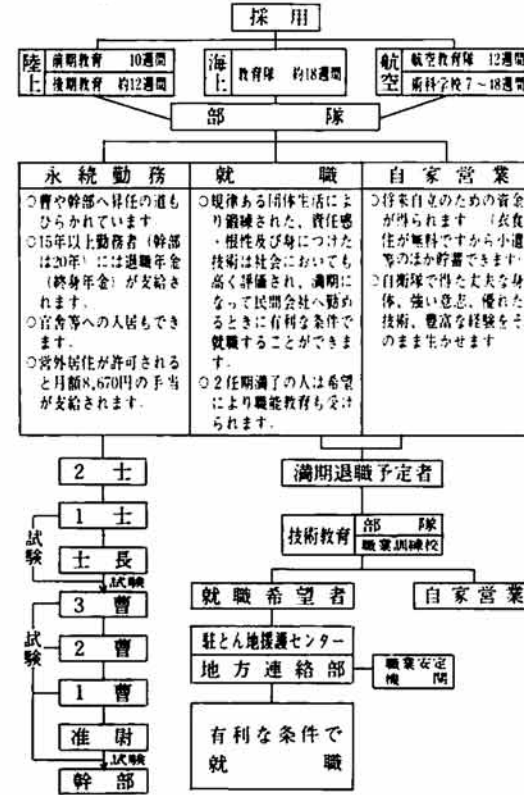 採用
陸上
前期教育 10週間
後期教育 約12週間
海上
教育隊 約18週間
航空
航空教育隊 12週間
術科学校7～48週間
部隊
永続勤務
○曹や幹部へ昇任の道も
ひらかれています.
○15年以上勤務者(幹部
は20年)には退職年金
(終身年金)が支給さ
れます.
○官舎等への入居もでき
ます.
○営外居住が許可される
と月額8,670円の手当
が支給されます.
就職
○規律ある団体生活によ
り鍛練された、責任感
・根性及び身につけた
技術は社会においても
高く評価され、満期に
なって民間会社へ勤め
るときに有利な条件で
就職することができま
す.
○2任期満了の人は希望
により職能教育も受け
られます.
自家営業
○将来自立のための資金
が得られます (衣食
住が無料ですから小遣
等のほか貯蓄できます.
○自衛隊で得た丈夫な身
体、強い意志、優れた
技術、豊富な経験をそ
のまま生かせます
2士
1士
士長
試験
試験
3曹
2曹
試験
1曹
准尉
試験
幹部
満期退職予定者
技術教育
部隊
職業訓練校
就職希望者
自家営業
駐とん地援護センター
地方連絡部
職業安定
機関
有利な条件で
就職